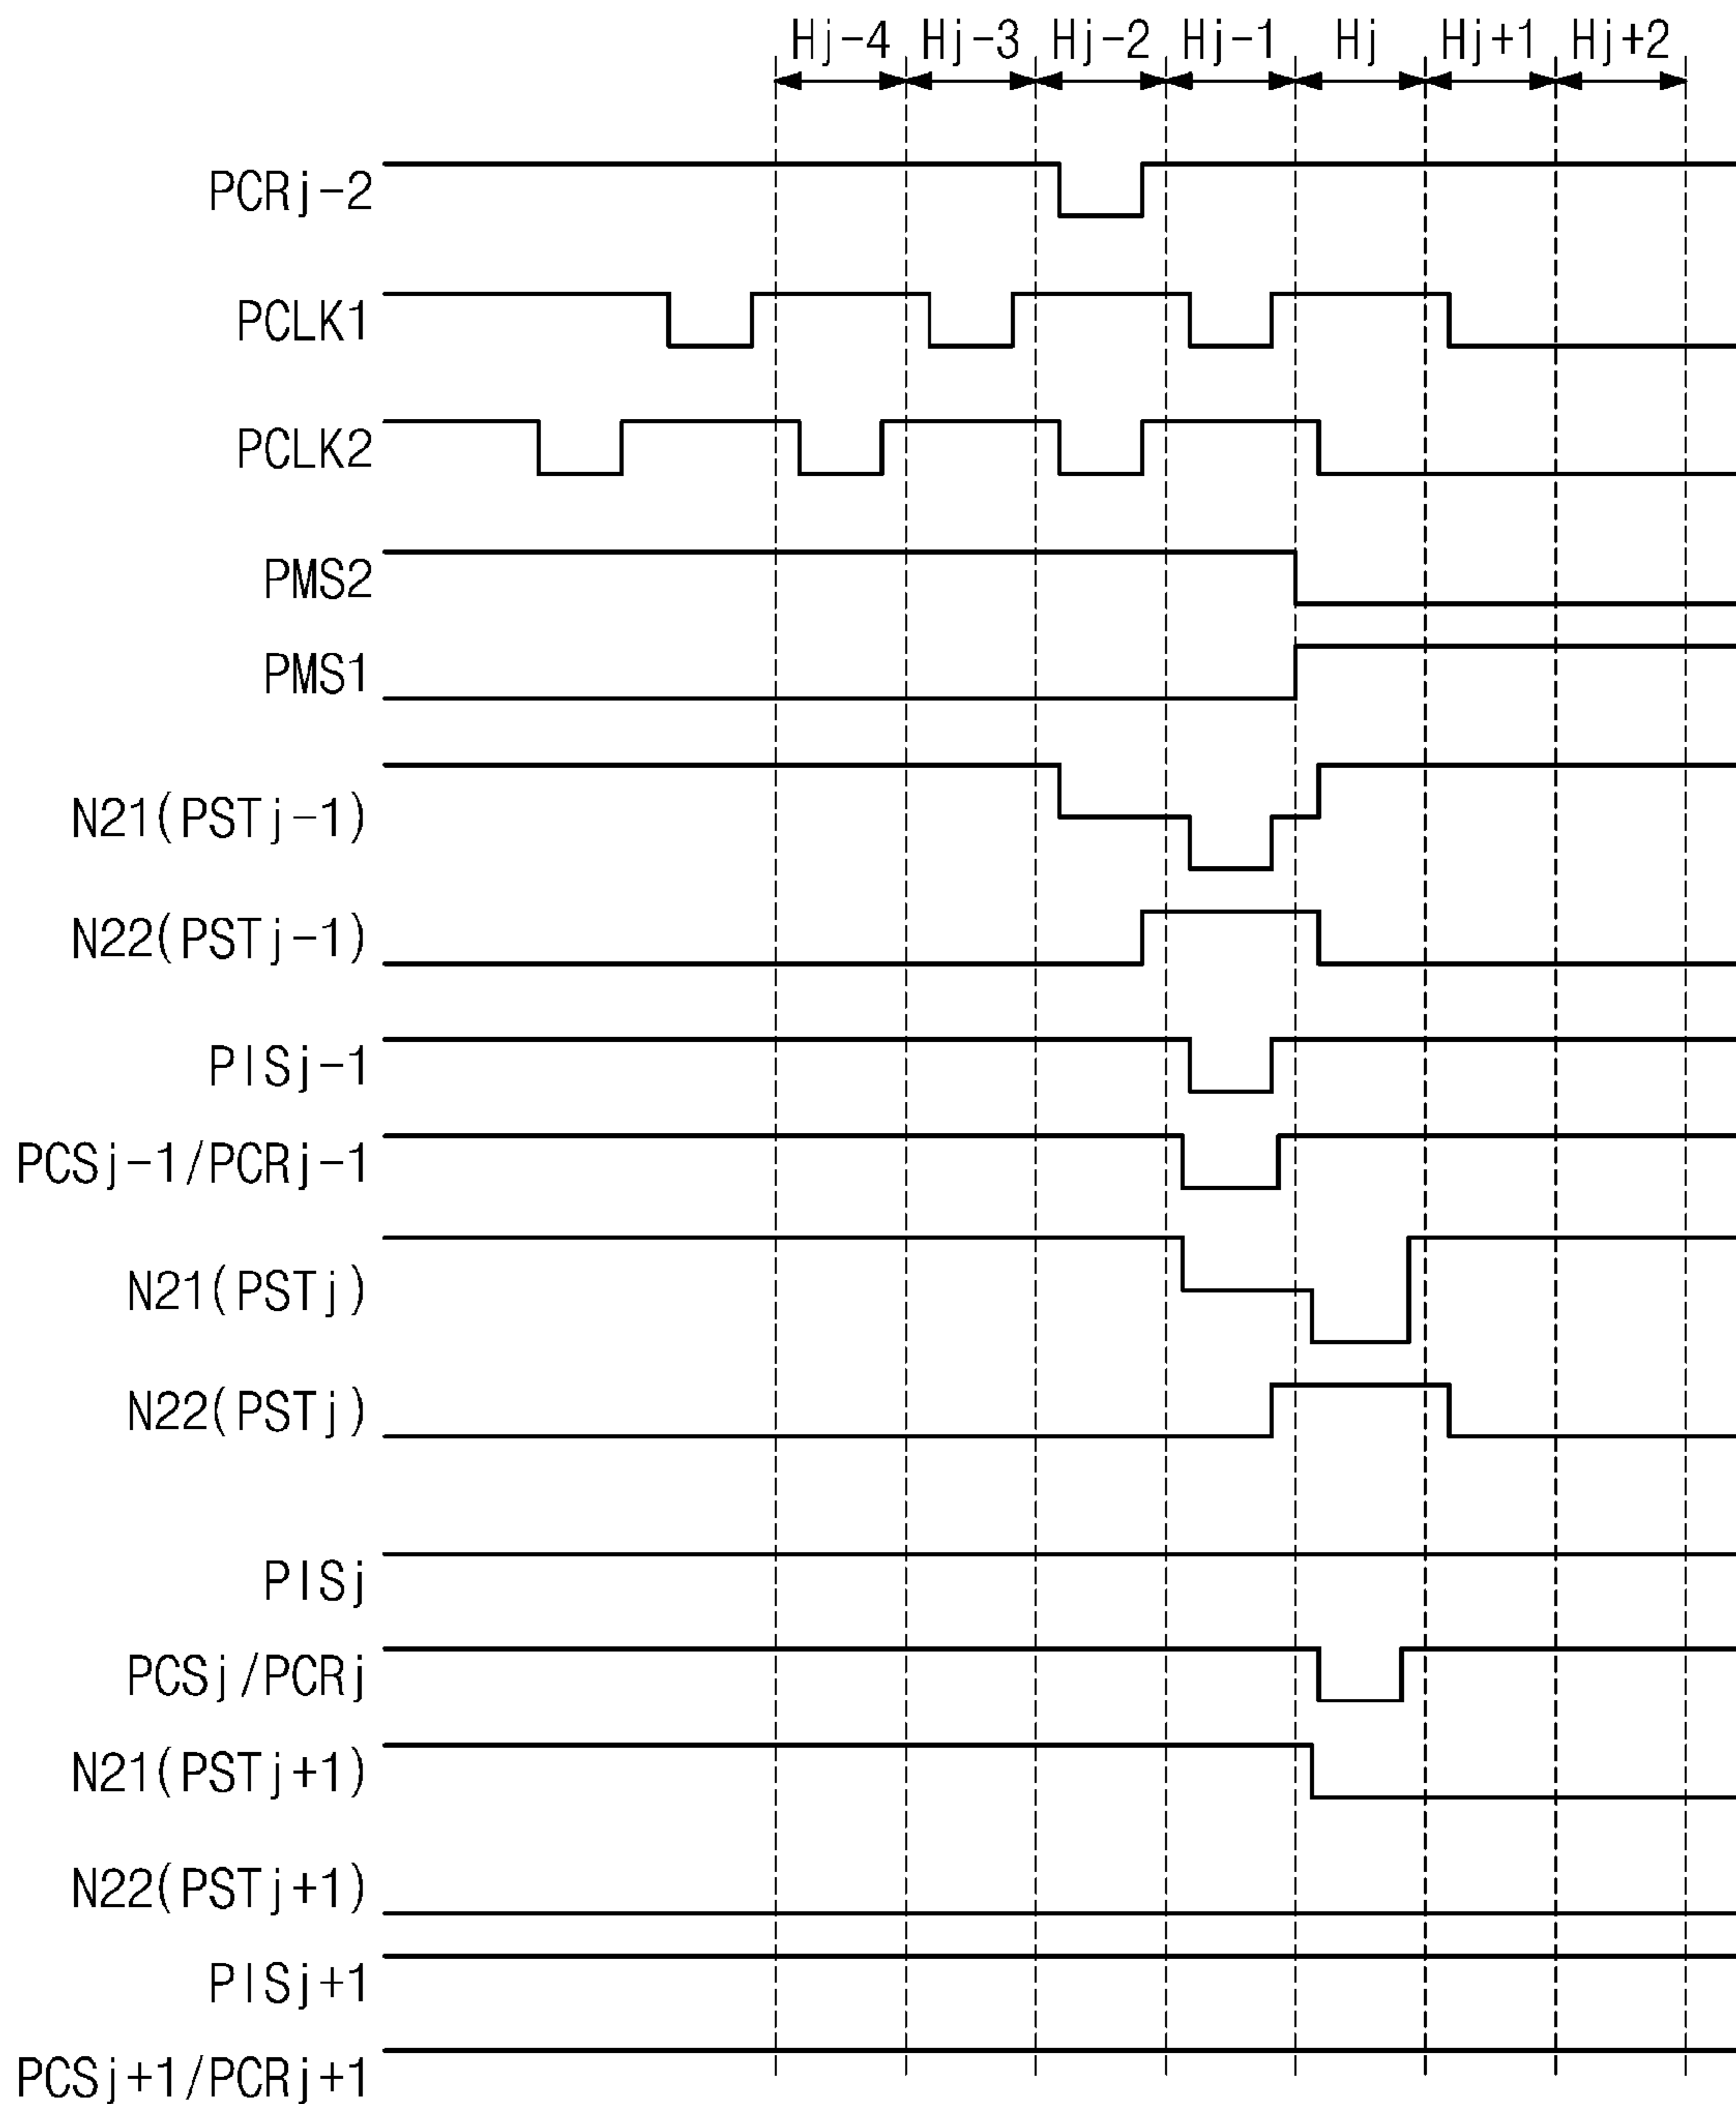 Hj-4 Hj-3 Hj-2 Hj-1 Hj Hj+1 Hj+2
PCRj-2
PCLK1
PCLK2
PMS2
PMS1
N21(PSTj-1)
N22(PSTj-1)
PISj-1
PCSj-1/PCRj-1
N21(PSTj)
N22(PSTj)
PISj
PCSj/PCRj
N21(PSTj+1)
N22(PSTj+1)
PISj+1
PCSj+1/PCRj+1